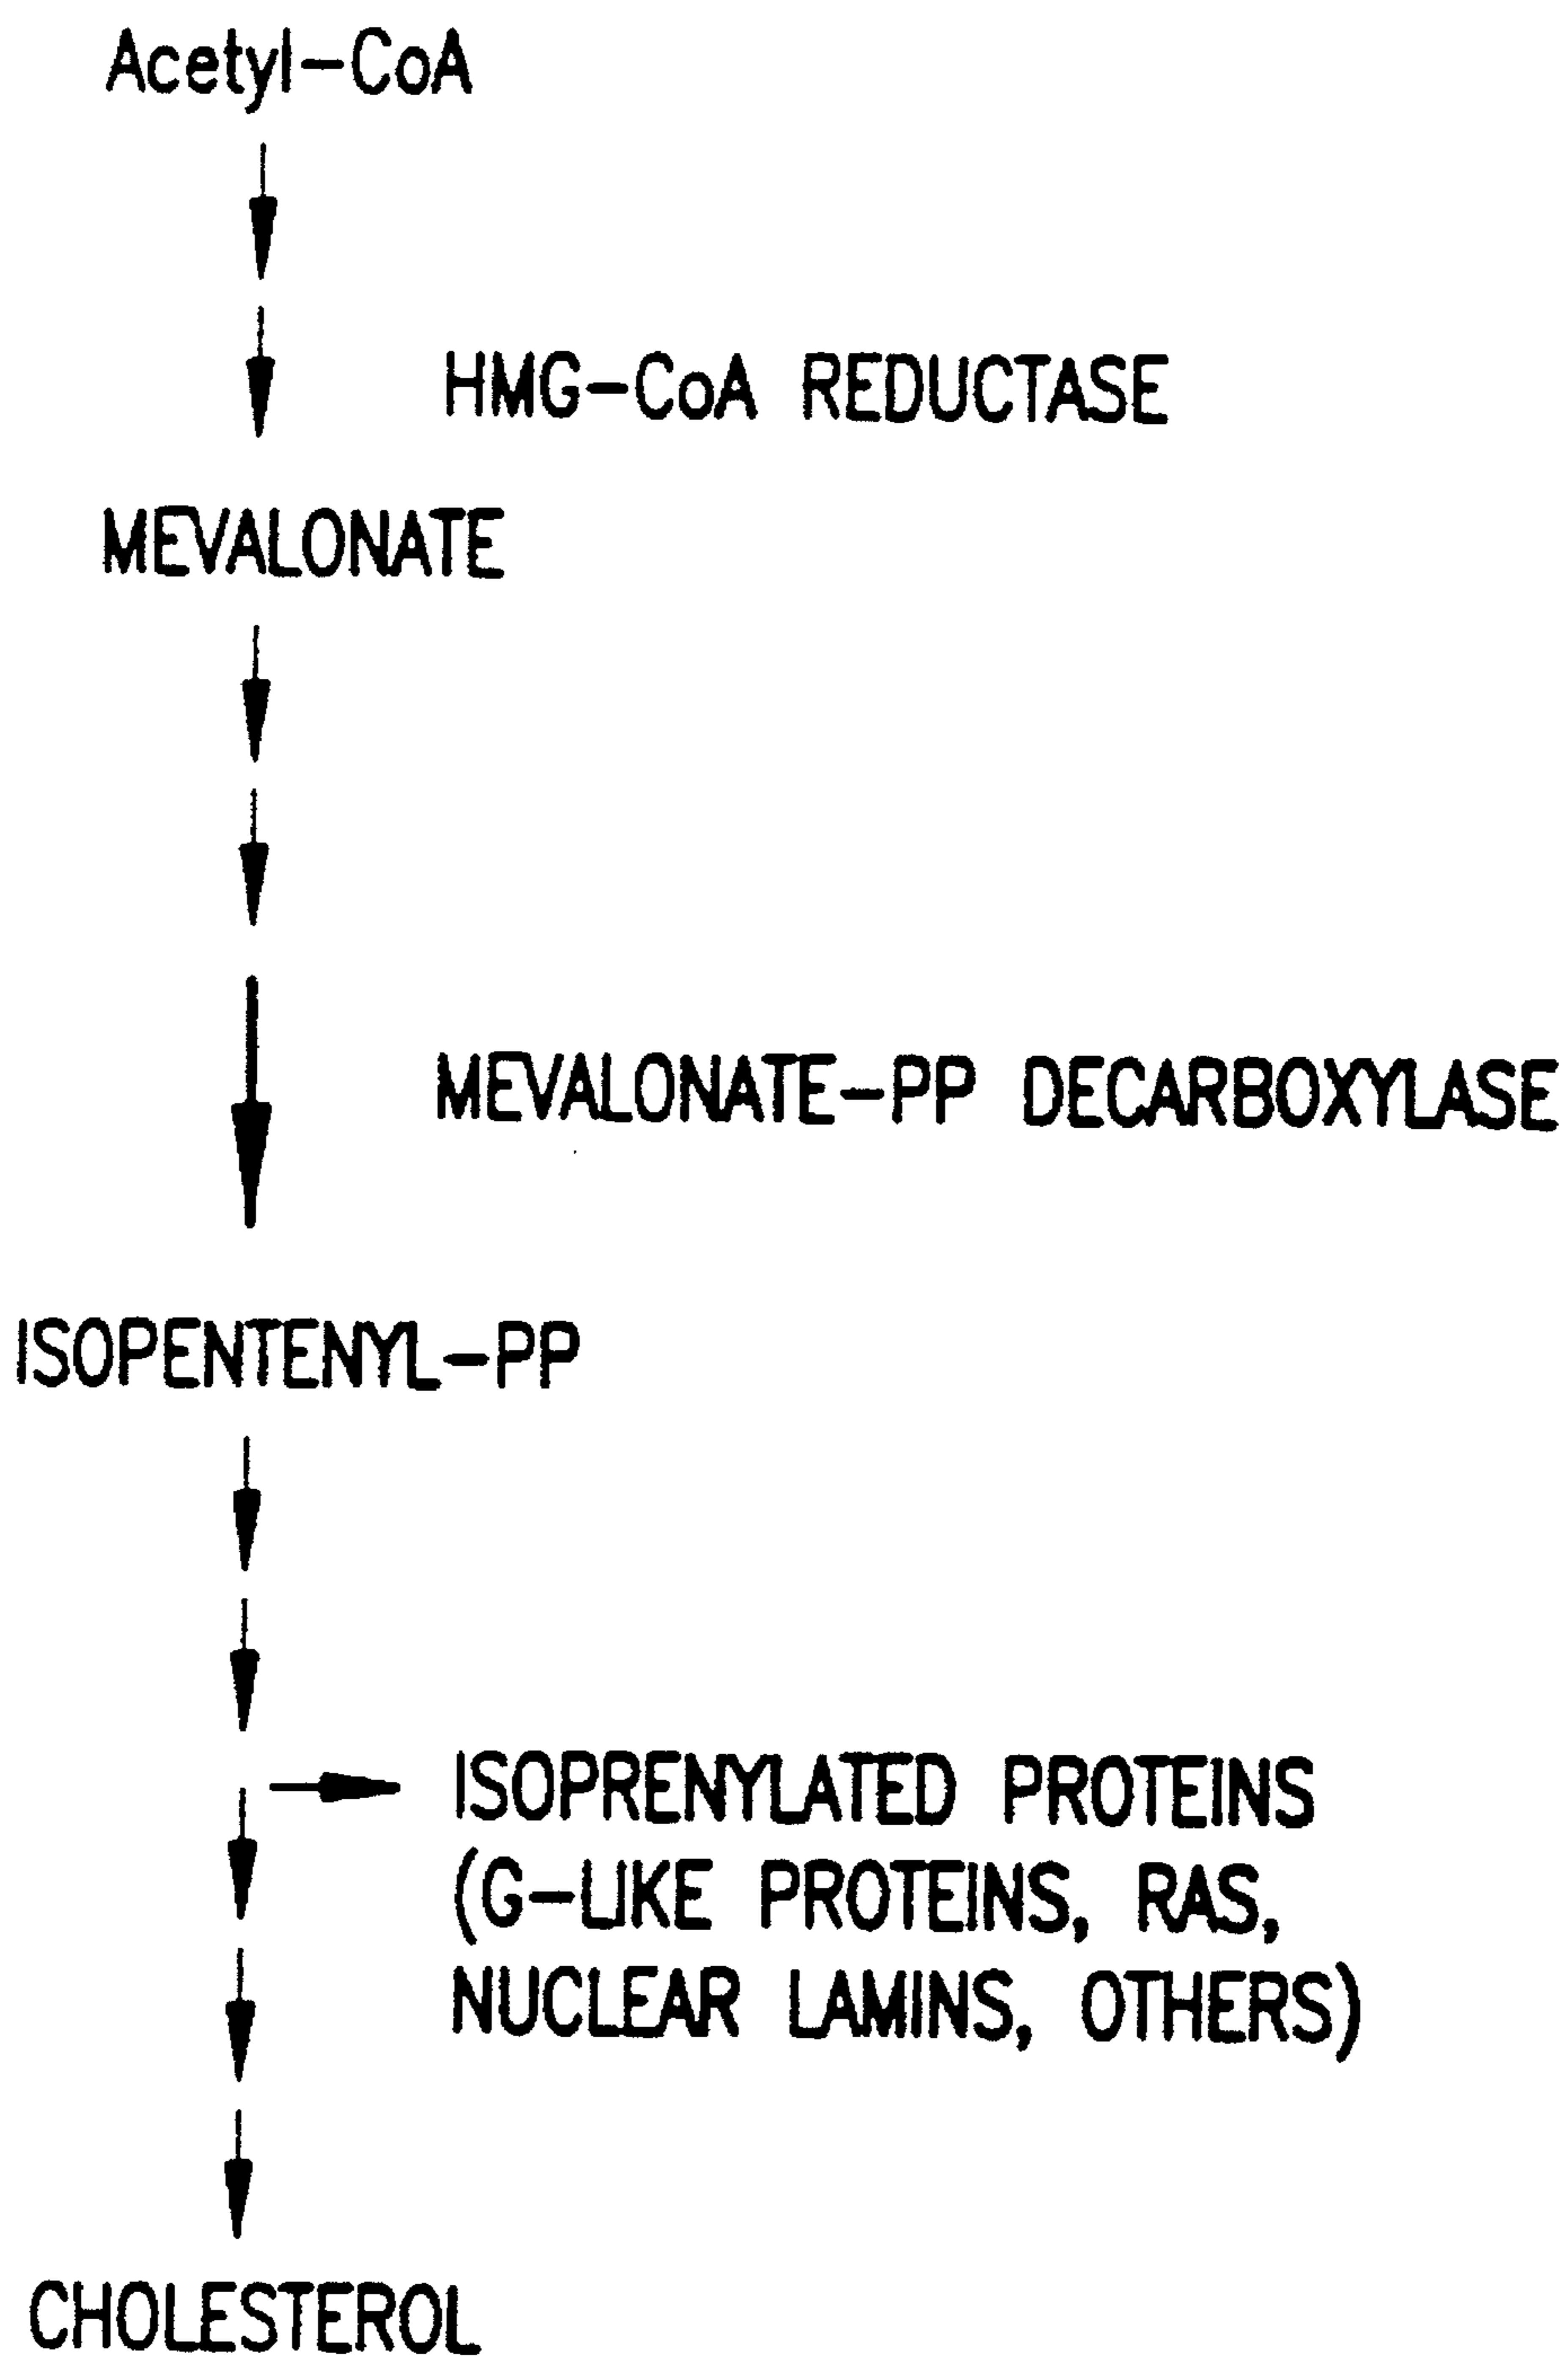 Acetyl-CoA
HMG-CoA REDUCTASE
MEVALONATE
MEVALONATE-PP DECARBOXYLASE
ISOPENTENYL-PP
ISOPRENYLATED PROTEINS
(G-LIKE PROTEINS, RAS,
NUCLEAR LAMINS, OTHERS)
CHOLESTEROL